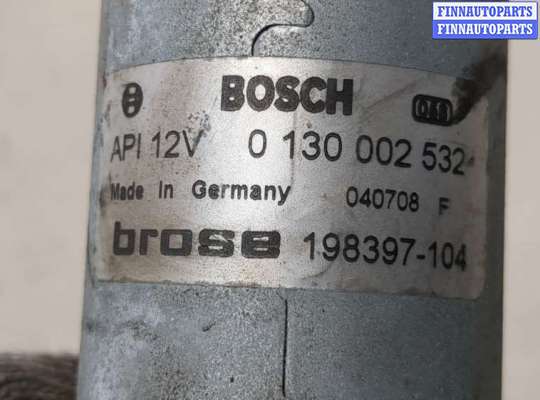 FINNAUTOPARTS
FINNAUTOPARTS
BOSCH
API 12V 0 130 002 532
Made In Germany 040708 F
brose 198397-104